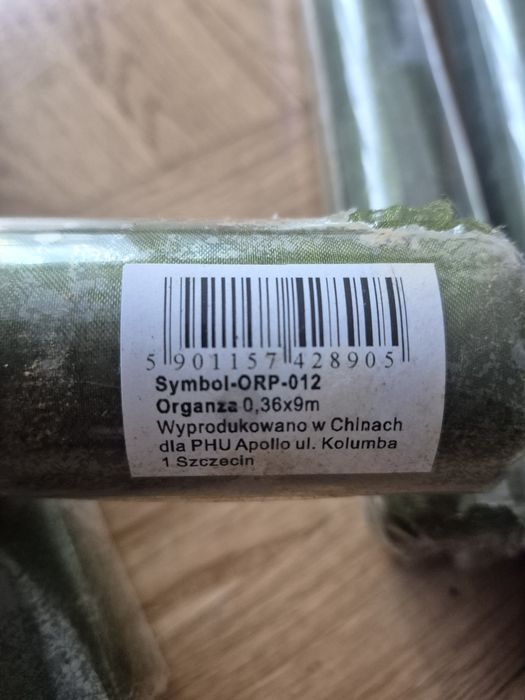 5 901157 428905
Symbol-ORP-012
Organza 0,36x9m
Wyprodukowano w Chinach
dla PHU Apollo ul. Kolumba
1 Szczecin